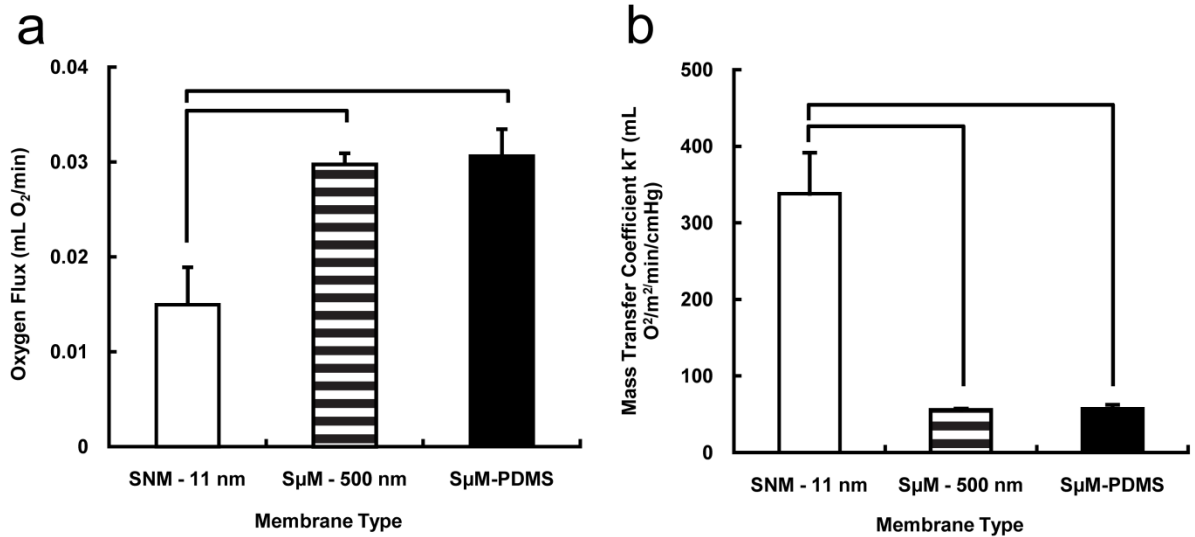 a
Oxygen Flux (mL O₂/min)
0.04
0.03
0.02
0.01
0
SNM - 11 nm
SµM - 500 nm
SµM-PDMS
Membrane Type
b
Mass Transfer Coefficient kT (mL
O²/m²/min/cmHg)
500
400
300
200
100
0
SNM - 11 nm
SµM - 500 nm
SµM-PDMS
Membrane Type